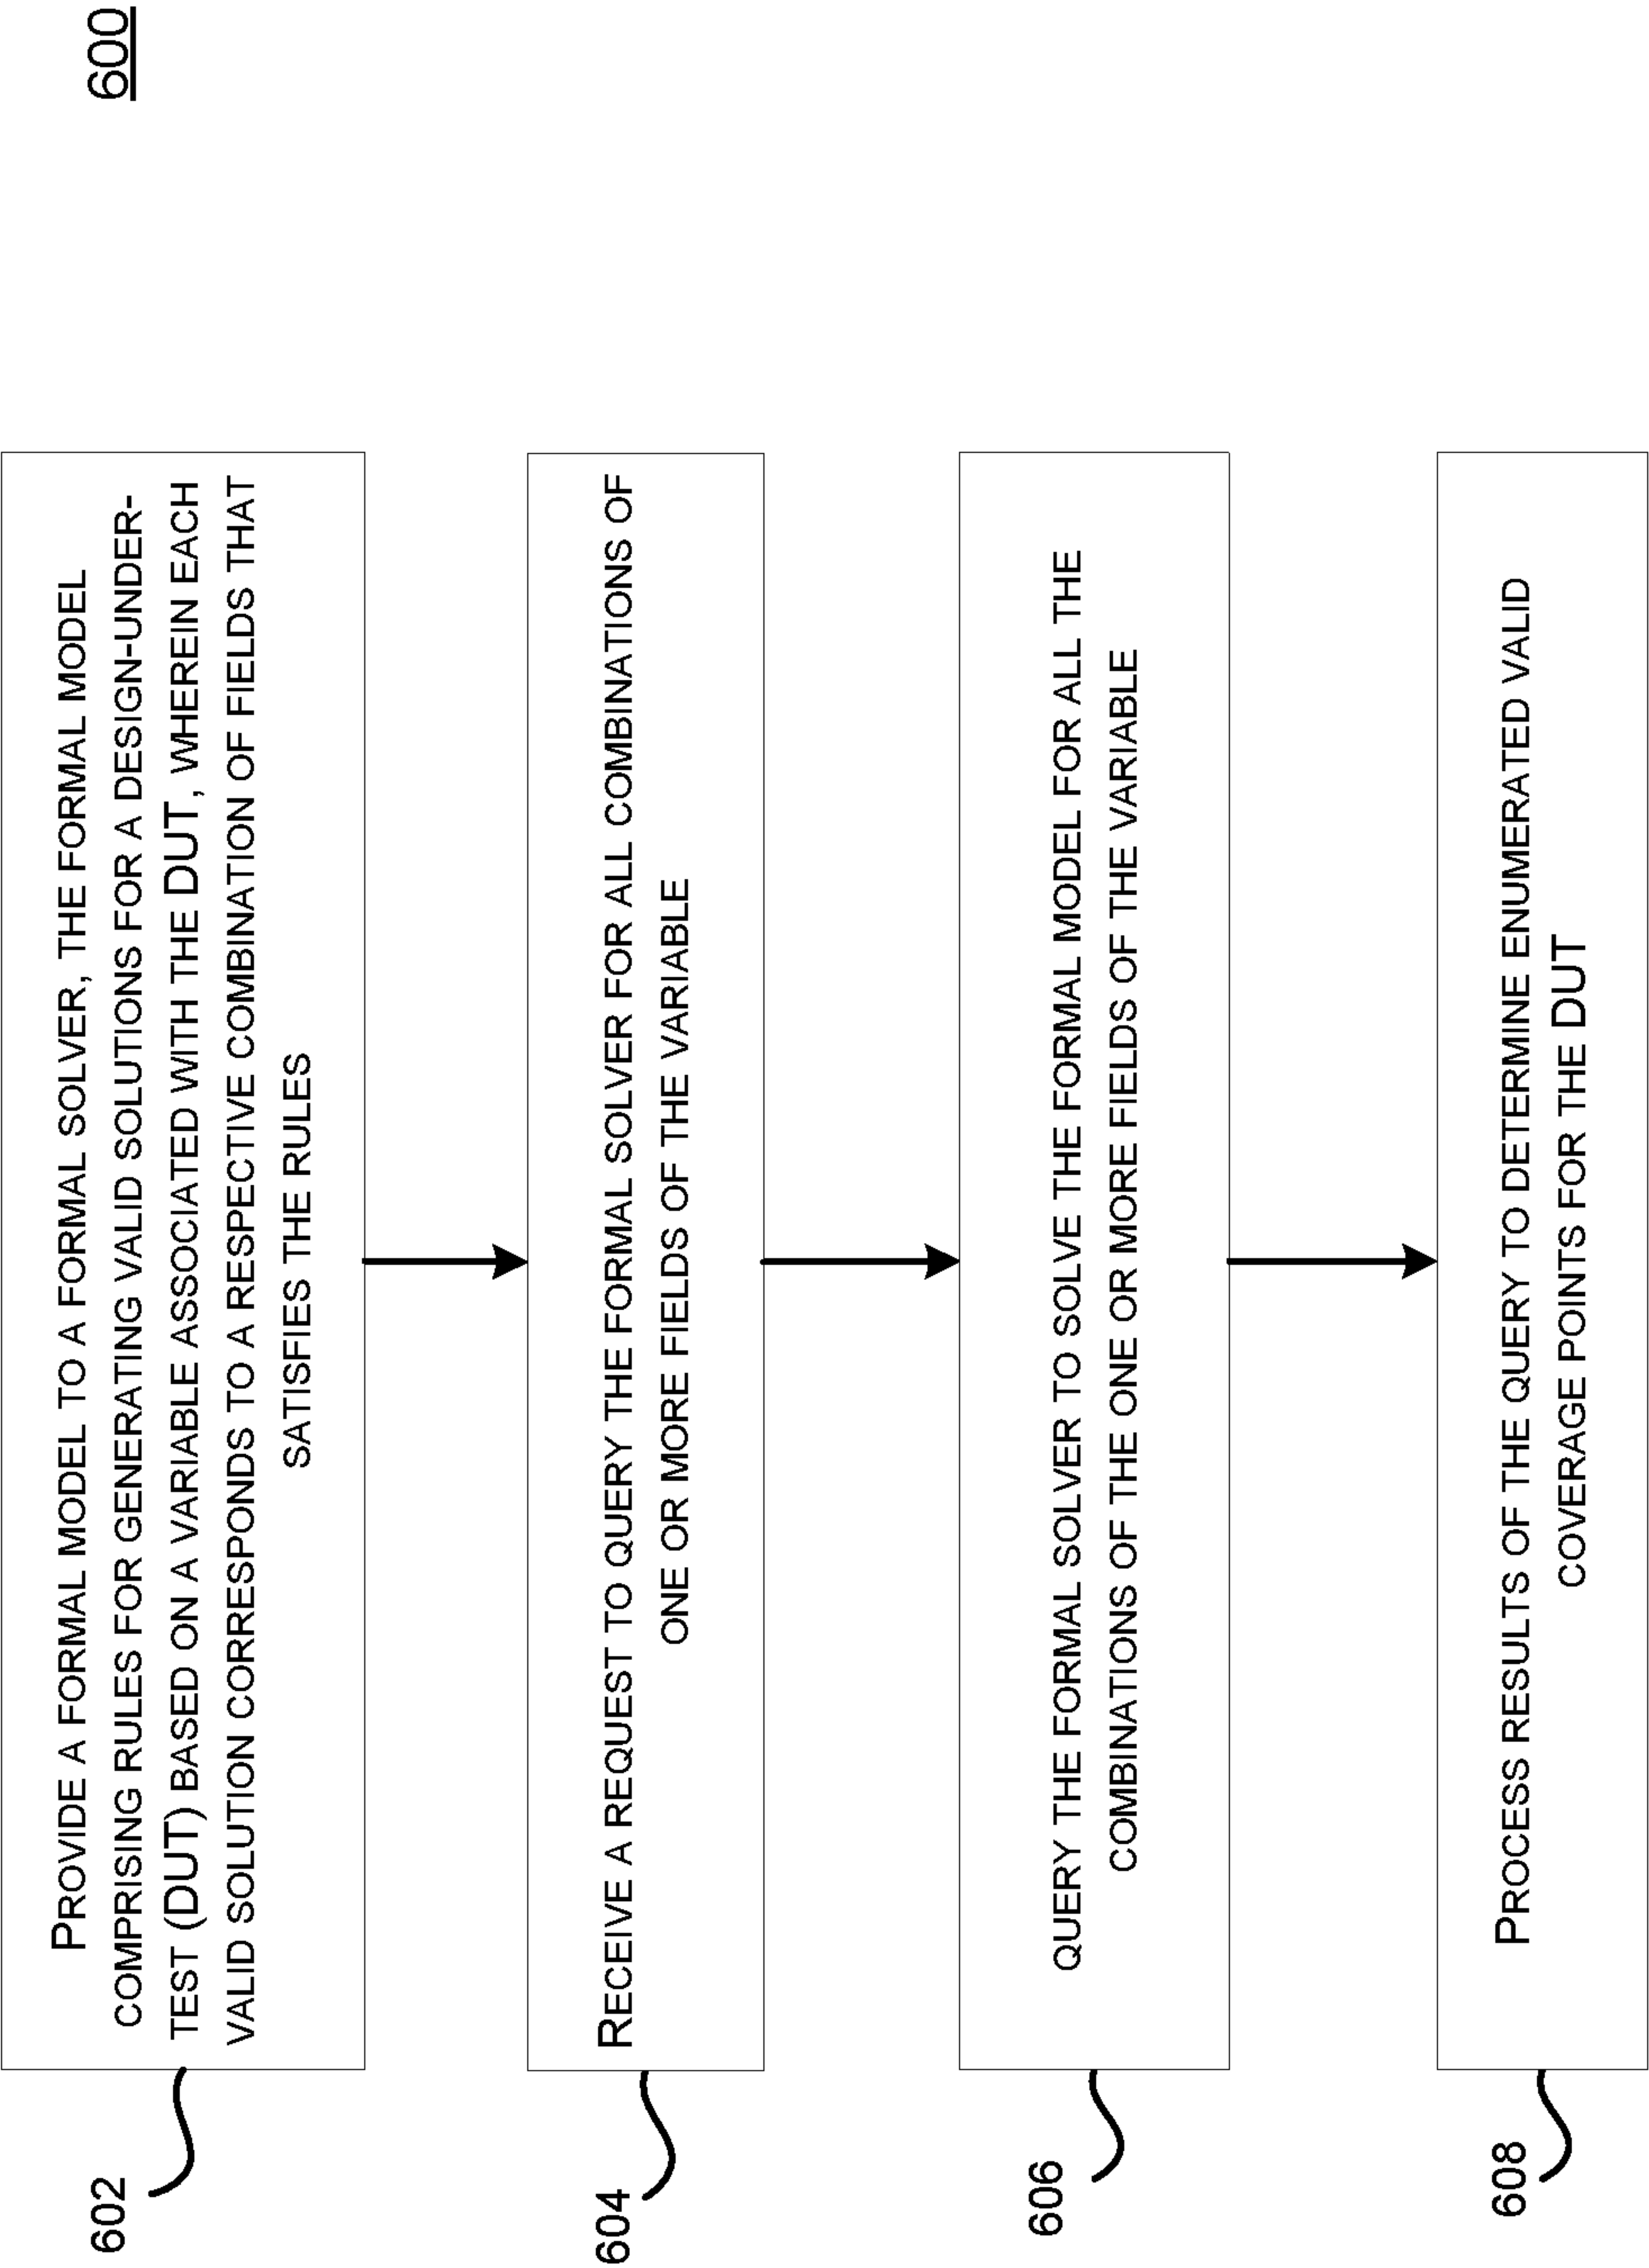 600
602
PROVIDE A FORMAL MODEL TO A FORMAL SOLVER, THE FORMAL MODEL
COMPRISING RULES FOR GENERATING VALID SOLUTIONS FOR A DESIGN-UNDER-
TEST (DUT) BASED ON A VARIABLE ASSOCIATED WITH THE DUT, WHEREIN EACH
VALID SOLUTION CORRESPONDS TO A RESPECTIVE COMBINATION OF FIELDS THAT
SATISFIES THE RULES
604
RECEIVE A REQUEST TO QUERY THE FORMAL SOLVER FOR ALL COMBINATIONS OF
ONE OR MORE FIELDS OF THE VARIABLE
606
QUERY THE FORMAL SOLVER TO SOLVE THE FORMAL MODEL FOR ALL THE
COMBINATIONS OF THE ONE OR MORE FIELDS OF THE VARIABLE
608
PROCESS RESULTS OF THE QUERY TO DETERMINE ENUMERATED VALID
COVERAGE POINTS FOR THE DUT